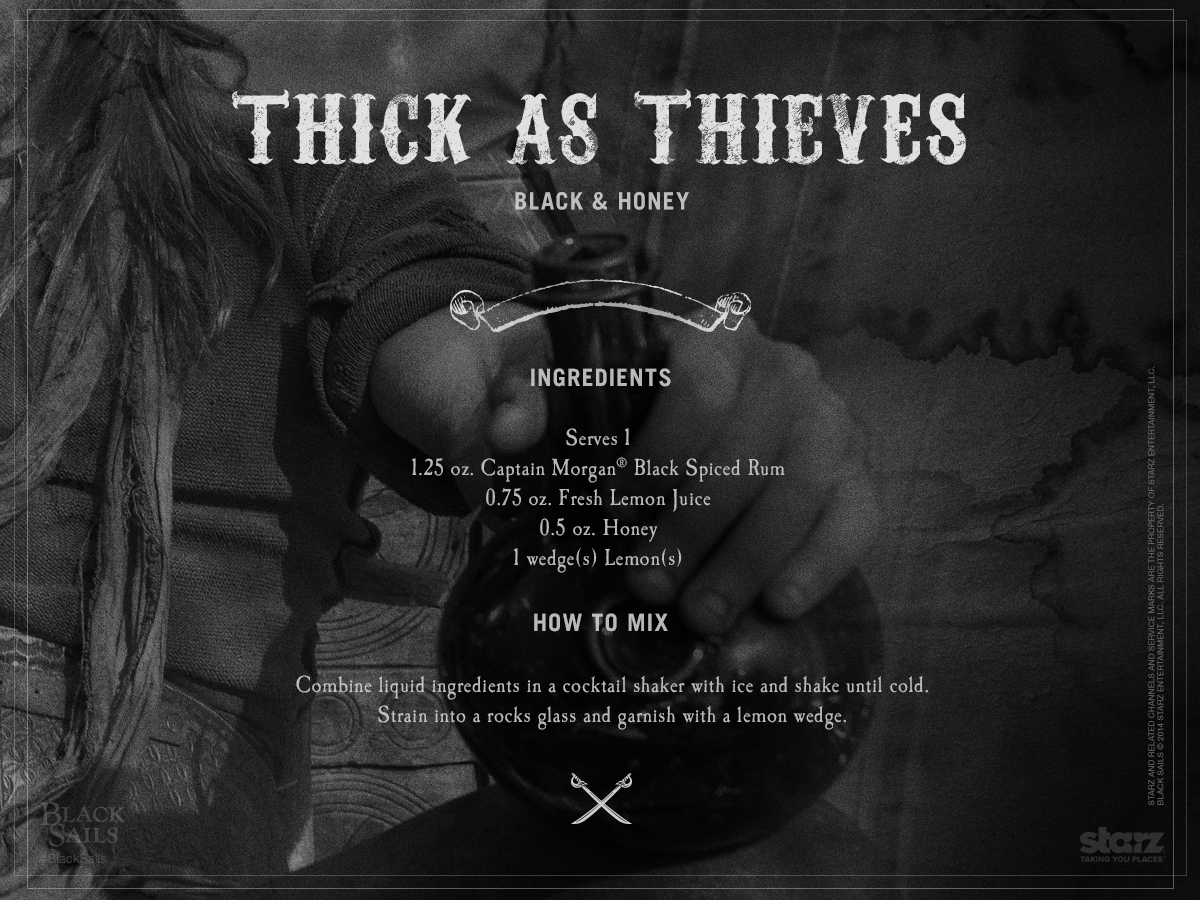 THICK AS THIEVES
BLACK & HONEY
INGREDIENTS
Serves 1
1.25 oz. Captain Morgan® Black Spiced Rum
0.75 oz. Fresh Lemon Juice
0.5 oz. Honey
1 wedge(s) Lemon(s)
HOW TO MIX
Combine liquid ingredients in a cocktail shaker with ice and shake until cold.
Strain into a rocks glass and garnish with a lemon wedge.
BLACK
SAILS
#BlackSails
starz
TAKING YOU PLACES™
STARZ AND RELATED CHANNELS AND SERVICE MARKS ARE THE PROPERTY OF STARZ ENTERTAINMENT, LLC.
BLACK SAILS © 2014 STARZ ENTERTAINMENT, LLC. ALL RIGHTS RESERVED.